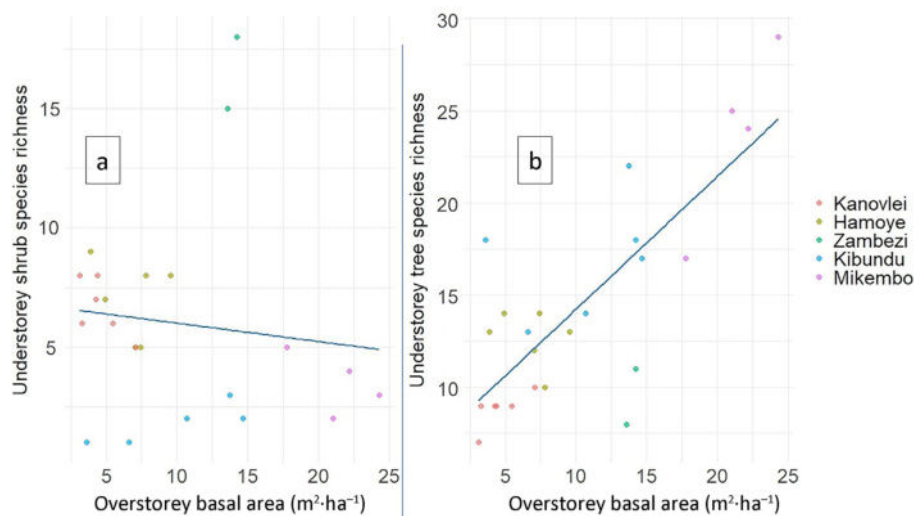 Understorey shrub species richness
15
10
5
a
5 10 15 20 25
Overstorey basal area (m²·ha⁻¹)
Understorey tree species richness
30
25
20
15
10
b
5 10 15 20 25
Overstorey basal area (m²·ha⁻¹)
Kanovlei
Hamoye
Zambezi
Kibundu
Mikembo